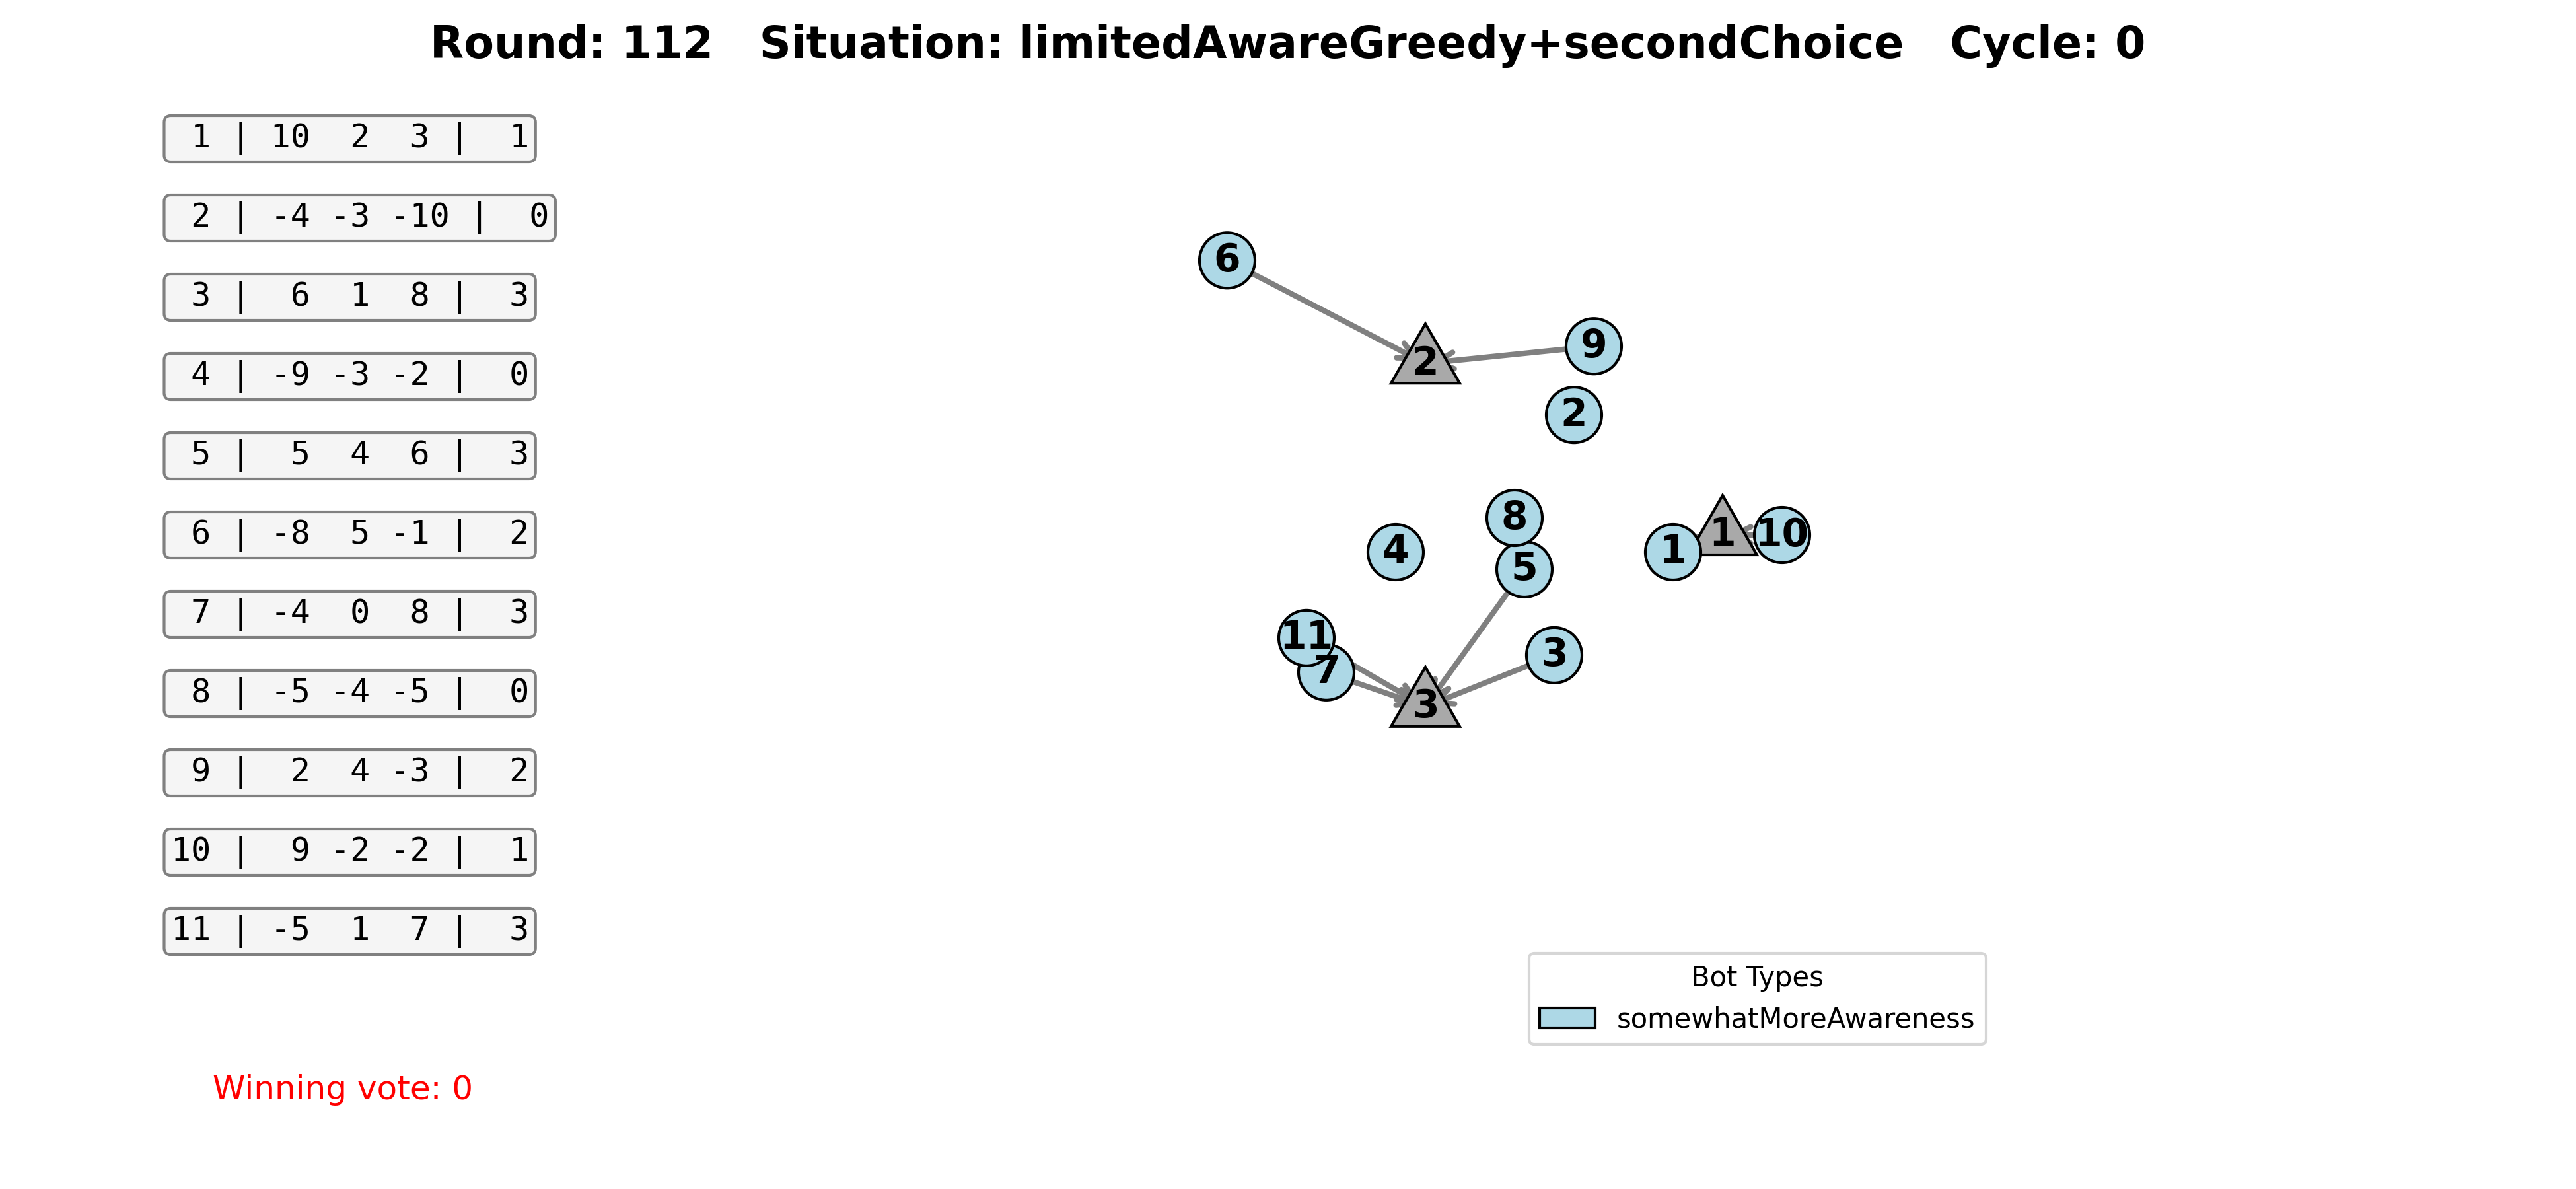 Round: 112   Situation: limitedAwareGreedy+secondChoice   Cycle: 0
1 | 10 2 3 | 1
2 | -4 -3 -10 | 0
3 | 6 1 8 | 3
4 | -9 -3 -2 | 0
5 | 5 4 6 | 3
6 | -8 5 -1 | 2
7 | -4 0 8 | 3
8 | -5 -4 -5 | 0
9 | 2 4 -3 | 2
10 | 9 -2 -2 | 1
11 | -5 1 7 | 3
Winning vote: 0
6
9
2
2
8
4
5
1
1
10
11
7
3
3
Bot Types
somewhatMoreAwareness